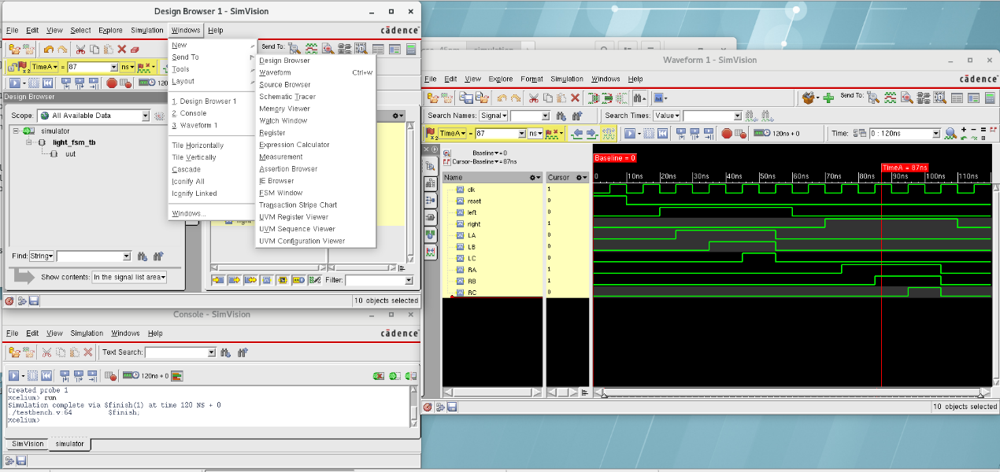 Design Browser 1 - SimVision
File Edit View Select Explore Simulation Windows Help
cādence
Send To:
TimeA = 87 ns
120
Design Browser
Scope: All Available Data
simulator
light_fsm_tb
uut
Find: String
Show contents: In the signal list area
Filter:
10 objects selected
New
Send To
Tools
Layout
1. Design Browser 1
2. Console
3. Waveform 1
Tile Horizontally
Tile Vertically
Cascade
Iconify All
Iconify Linked
Windows...
Design Browser
Waveform Ctrl+w
Source Browser
Schematic Tracer
Memory Viewer
Watch Window
Register
Expression Calculator
Measurement
Assertion Browser
IE Browser
FSM Window
Transaction Stripe Chart
UVM Register Viewer
UVM Sequence Viewer
UVM Configuration Viewer
Console - SimVision
File Edit View Simulation Windows Help
cādence
Text Search:
120ns + 0
Created probe 1
xcelium> run
Simulation complete via $finish(1) at time 120 NS + 0
./testbench.v:64 $finish;
xcelium>
SimVision simulator
Waveform 1 - SimVision
File Edit View Explore Format Simulation Windows Help
cādence
Send To:
Search Names: Signal
Search Times: Value
TimeA = 87 ns
120ns + 0
Time: 0 : 120ns
Baseline = 0
Cursor-Baseline = 87ns
Name Cursor
clk 1
reset 0
left 0
right 1
LA 0
LB 0
LC 0
RA 1
RB 1
RC 0
Baseline = 0
TimeA = 87ns
0 10ns 20ns 30ns 40ns 50ns 60ns 70ns 80ns 90ns 100ns 110ns
10 objects selected